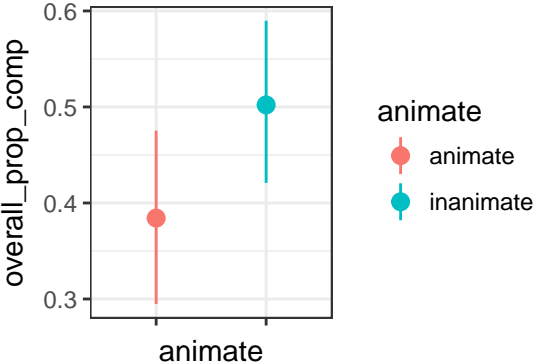 overall_prop_comp
0.6
0.5
0.4
0.3
animate
animate
animate
inanimate